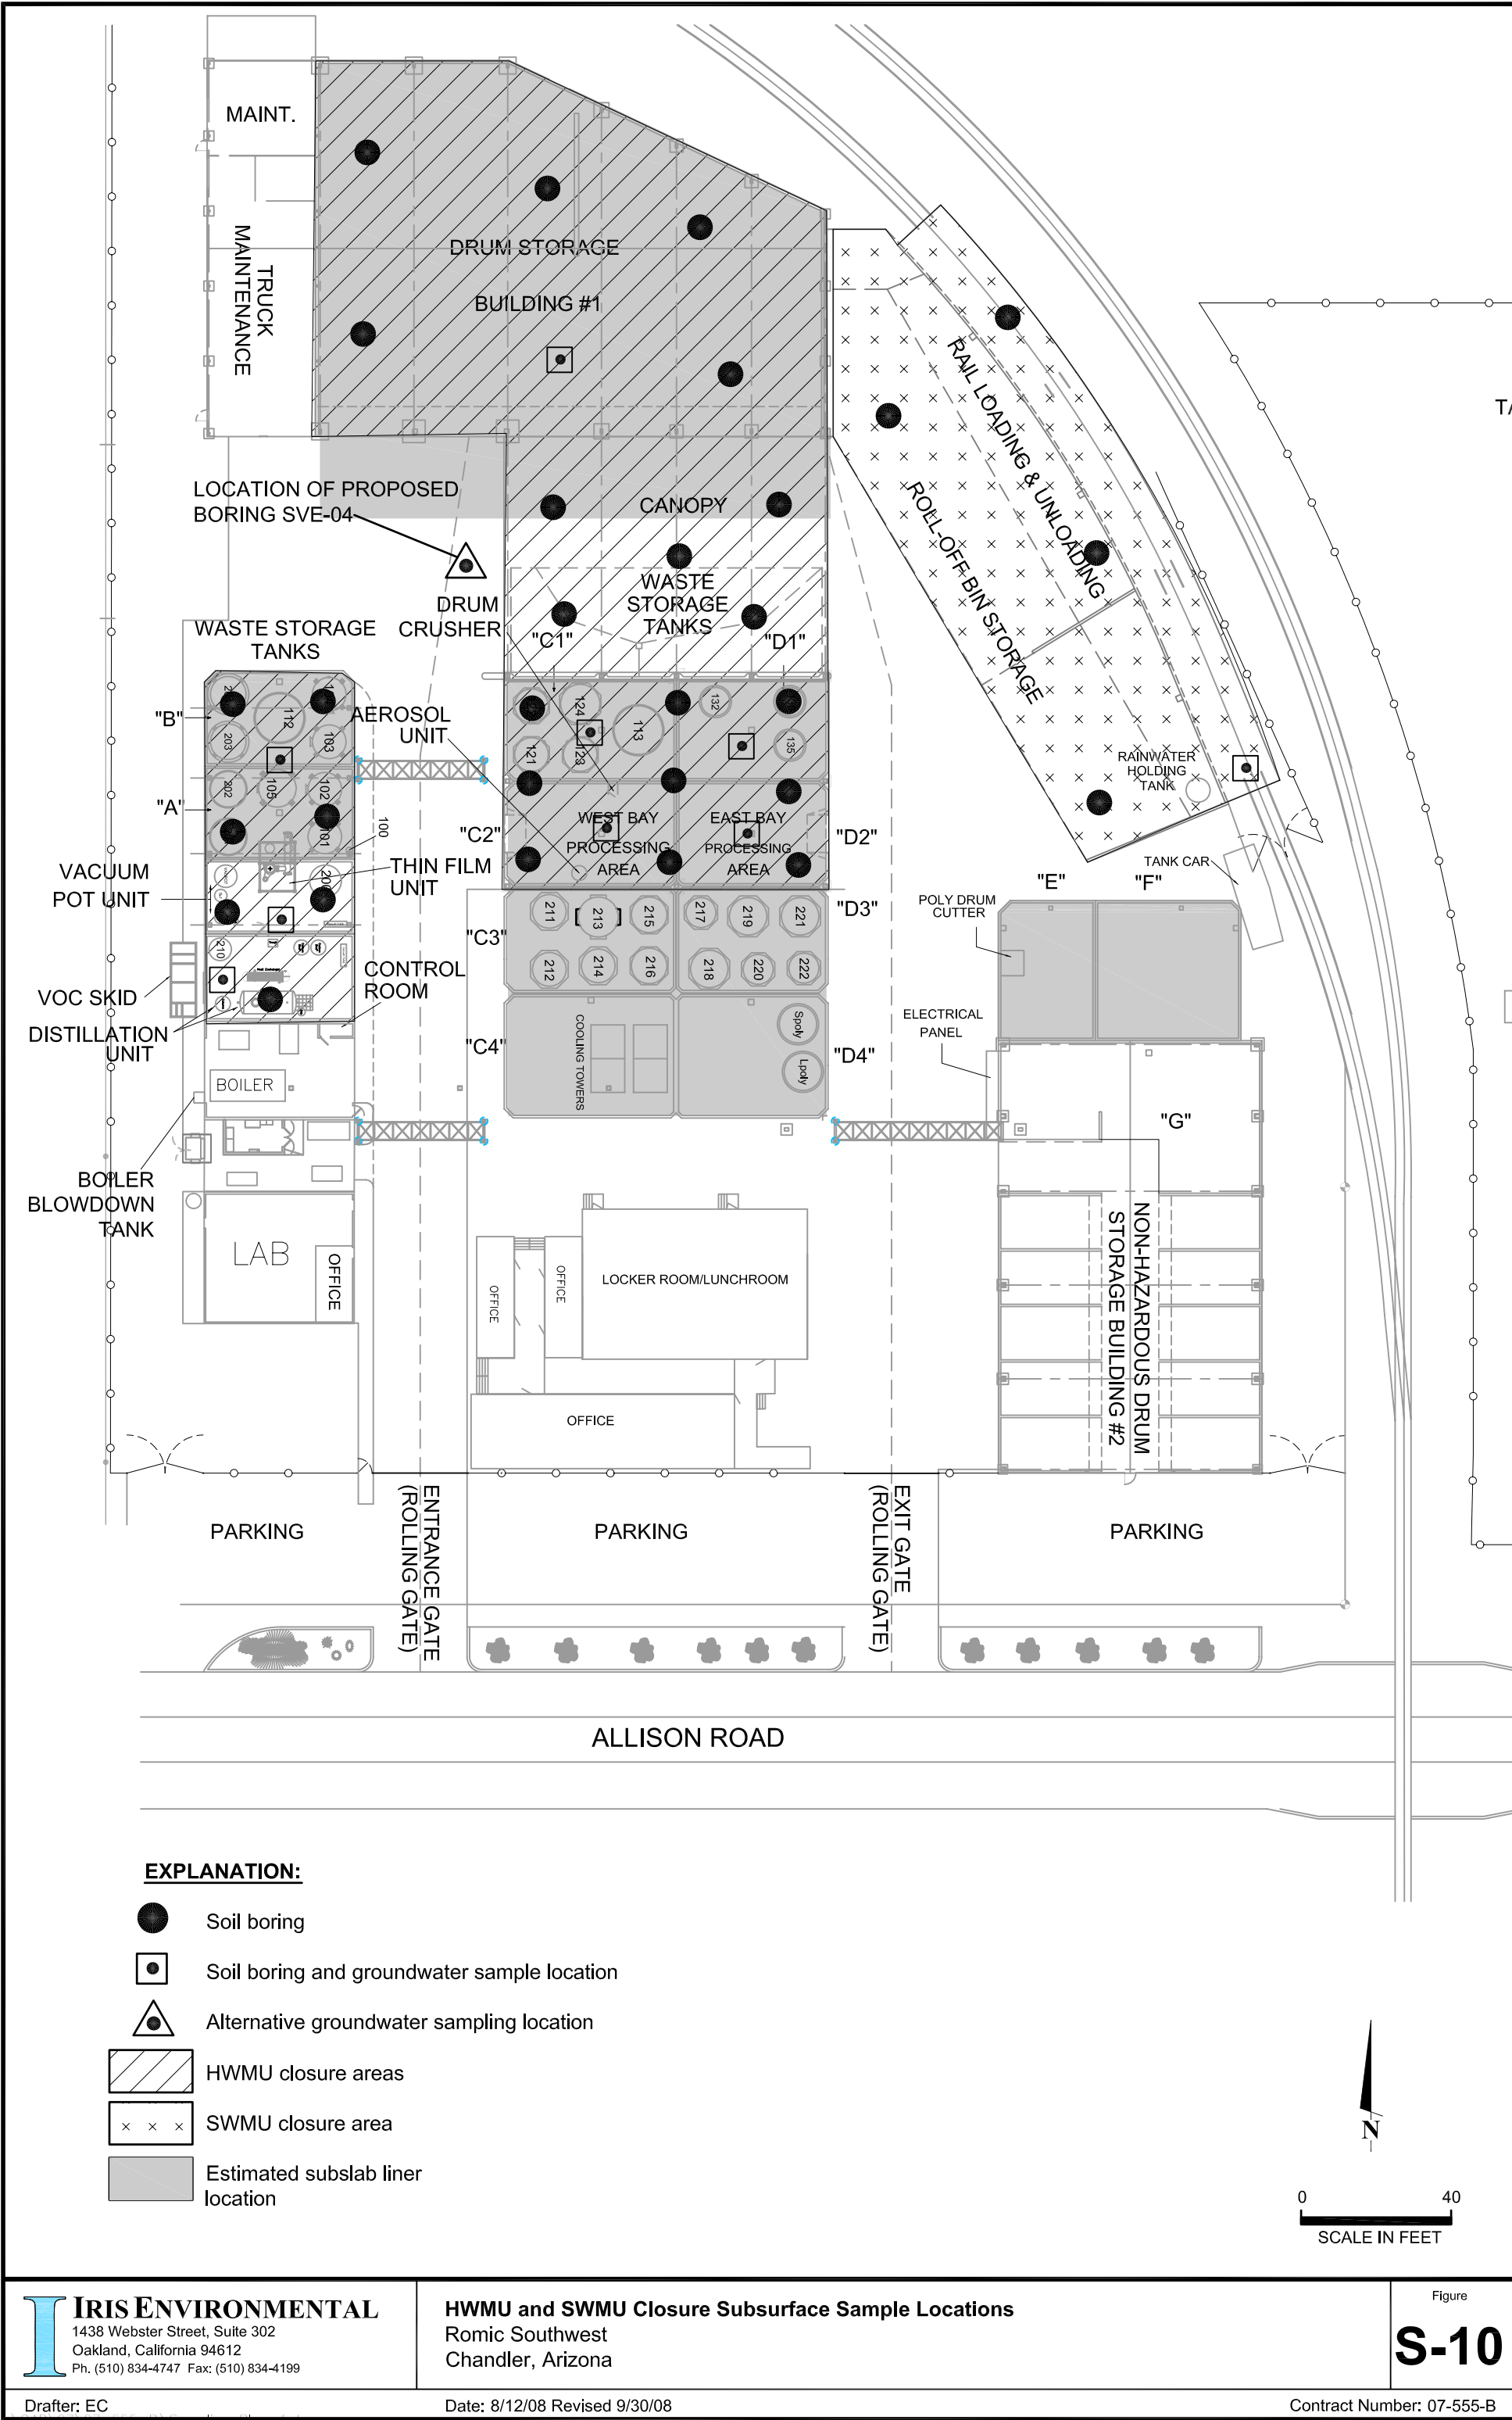 MAINT.
TRUCK
MAINTENANCE
DRUM STORAGE
BUILDING #1
TA
RAIL LOADING & UNLOADING
ROLL-OFF BIN STORAGE
LOCATION OF PROPOSED
BORING SVE-04
CANOPY
WASTE
STORAGE
TANKS
DRUM
CRUSHER
"C1"
"D1"
WASTE STORAGE
TANKS
"B"
"A"
112
203
103
202
105
102
101
100
AEROSOL
UNIT
124
113
132
121
123
135
RAINWATER
HOLDING
TANK
"C2"
WEST BAY
PROCESSING
AREA
EAST BAY
PROCESSING
AREA
"D2"
TANK CAR
VACUUM
POT UNIT
THIN FILM
UNIT
"E"
"F"
POLY DRUM
CUTTER
"C3"
211
213
215
217
219
221
212
214
216
218
220
222
"D3"
210
VOC SKID
CONTROL
ROOM
DISTILLATION
UNIT
ELECTRICAL
PANEL
"C4"
COOLING TOWERS
Spoly
Lpoly
"D4"
BOILER
"G"
BOILER
BLOWDOWN
TANK
LAB
OFFICE
OFFICE
OFFICE
LOCKER ROOM/LUNCHROOM
OFFICE
NON-HAZARDOUS DRUM
STORAGE BUILDING #2
PARKING
ENTRANCE GATE
(ROLLING GATE)
PARKING
EXIT GATE
(ROLLING GATE)
PARKING
ALLISON ROAD
EXPLANATION:
Soil boring
Soil boring and groundwater sample location
Alternative groundwater sampling location
HWMU closure areas
SWMU closure area
Estimated subslab liner
location
N
0 40
SCALE IN FEET
IRIS ENVIRONMENTAL
1438 Webster Street, Suite 302
Oakland, California 94612
Ph. (510) 834-4747 Fax: (510) 834-4199
HWMU and SWMU Closure Subsurface Sample Locations
Romic Southwest
Chandler, Arizona
Figure
S-10
Drafter: EC
Date: 8/12/08 Revised 9/30/08
Contract Number: 07-555-B